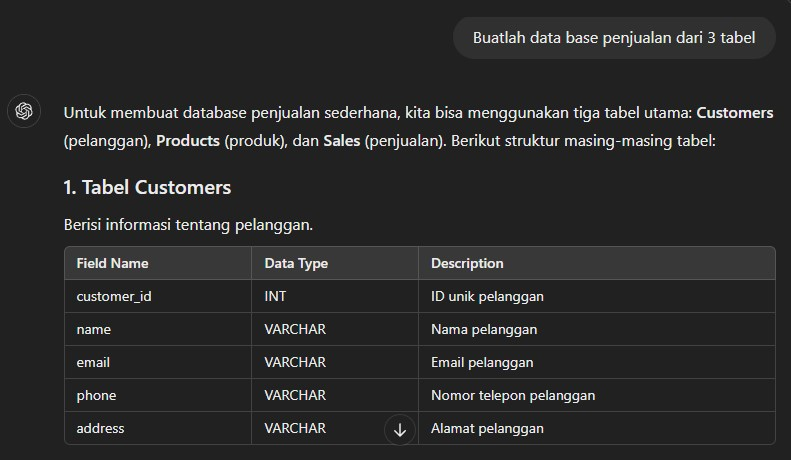 Buatlah data base penjualan dari 3 tabel
Untuk membuat database penjualan sederhana, kita bisa menggunakan tiga tabel utama: Customers
(pelanggan), Products (produk), dan Sales (penjualan). Berikut struktur masing-masing tabel:
1. Tabel Customers
Berisi informasi tentang pelanggan.
Field Name Data Type Description
customer_id INT ID unik pelanggan
name VARCHAR Nama pelanggan
email VARCHAR Email pelanggan
phone VARCHAR Nomor telepon pelanggan
address VARCHAR Alamat pelanggan